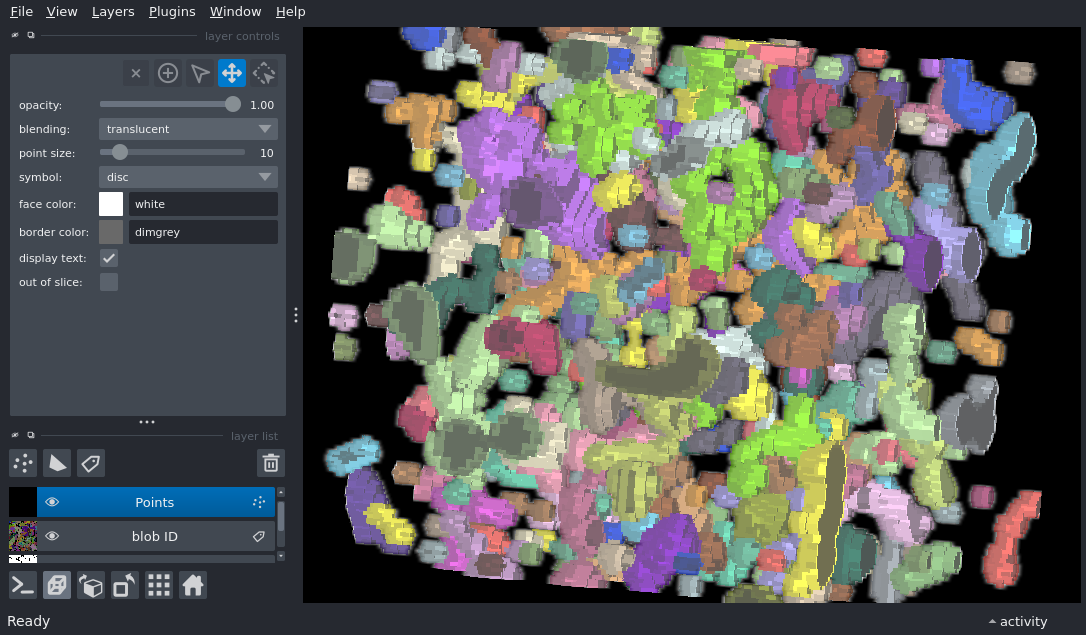 File View Layers Plugins Window Help
layer controls
opacity: 1.00
blending: translucent
point size: 10
symbol: disc
face color: white
border color: dimgrey
display text:
out of slice:
layer list
Points
blob ID
Ready
activity